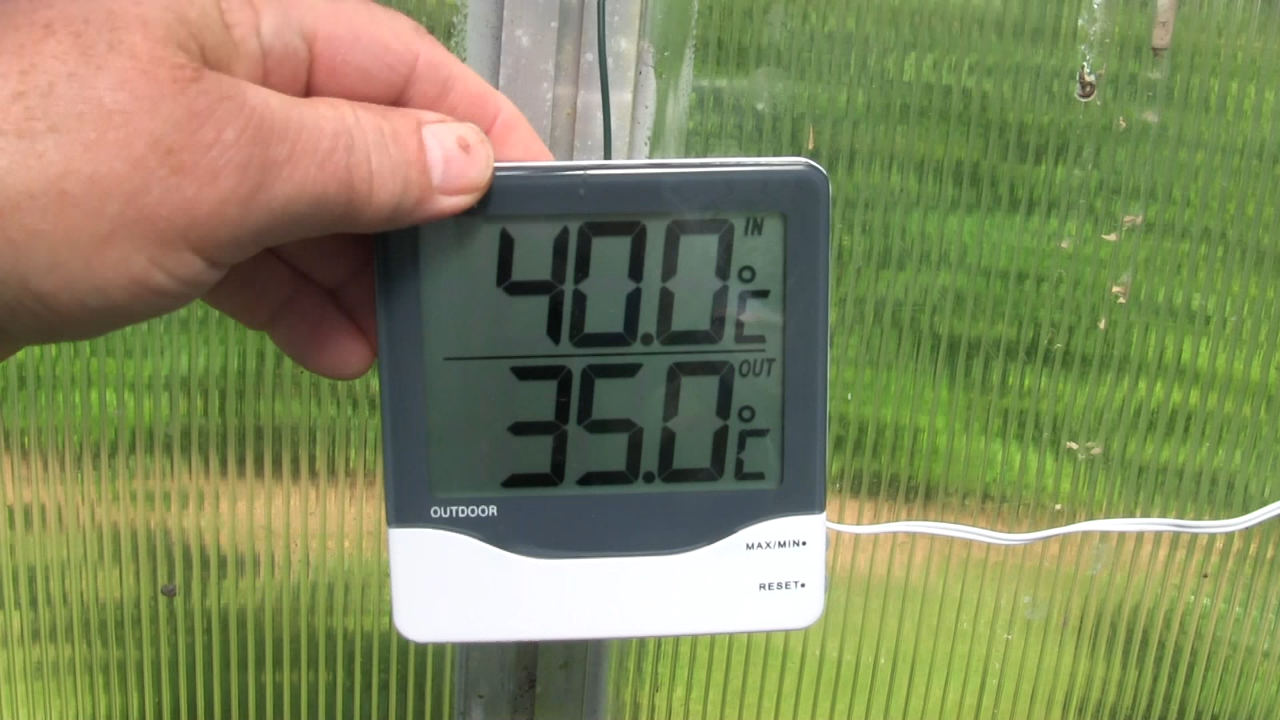 40.0°C IN
35.0°C OUT
OUTDOOR
MAX/MIN•
RESET•